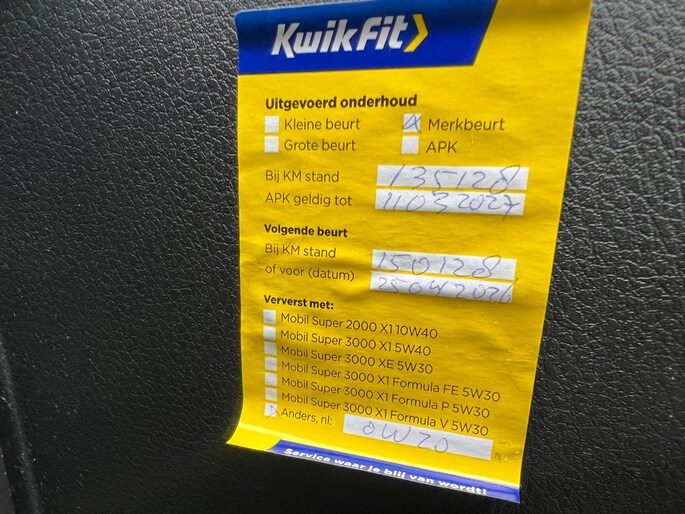 KwikFit
Uitgevoerd onderhoud
Kleine beurt
Merkbeurt
Grote beurt
APK
Bij KM stand 135128
APK geldig tot 11032027
Volgende beurt
Bij KM stand 150128
of voor (datum) 25042026
Ververst met:
Mobil Super 2000 X1 10W40
Mobil Super 3000 X1 5W40
Mobil Super 3000 XE 5W30
Mobil Super 3000 X1 Formula FE 5W30
Mobil Super 3000 X1 Formula P 5W30
Mobil Super 3000 X1 Formula V 5W30
Anders, nl: 0W20
Service waar je blij van wordt!